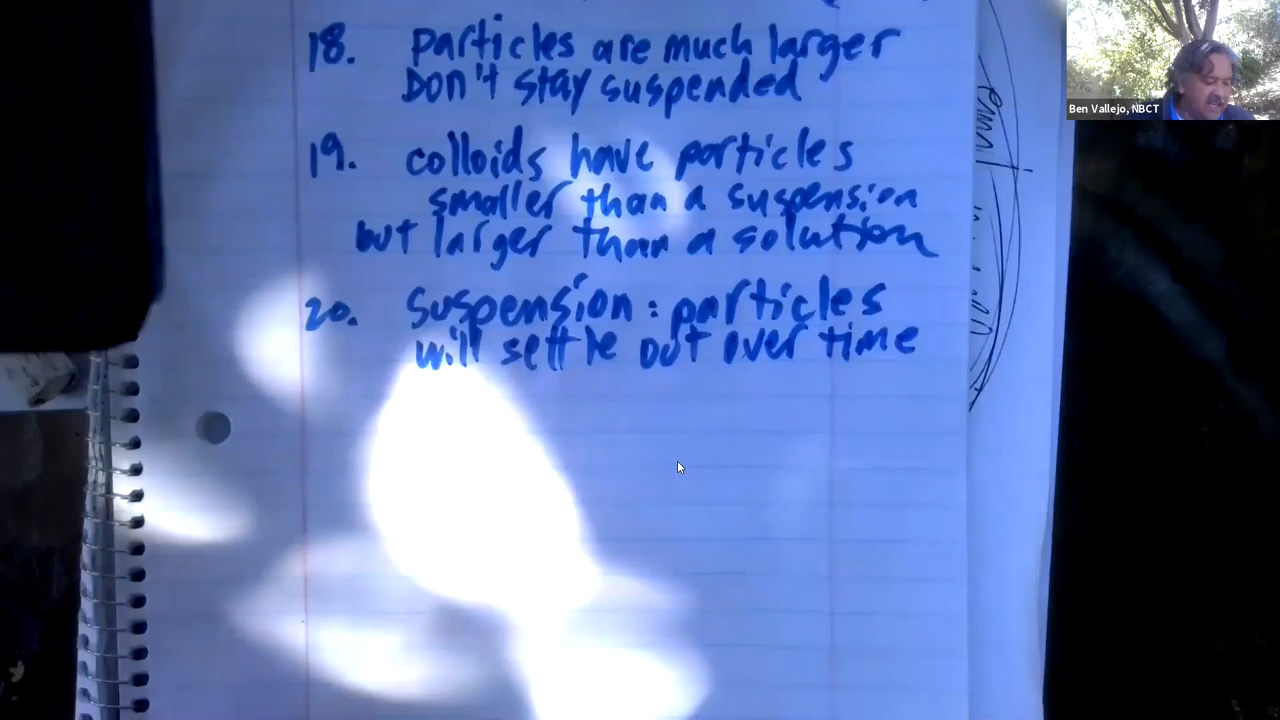 18. particles are much larger
Don't stay suspended
19. colloids have particles
smaller than a suspension
but larger than a solution
20. suspension: particles
will settle out over time
Ben Vallejo, NBCT